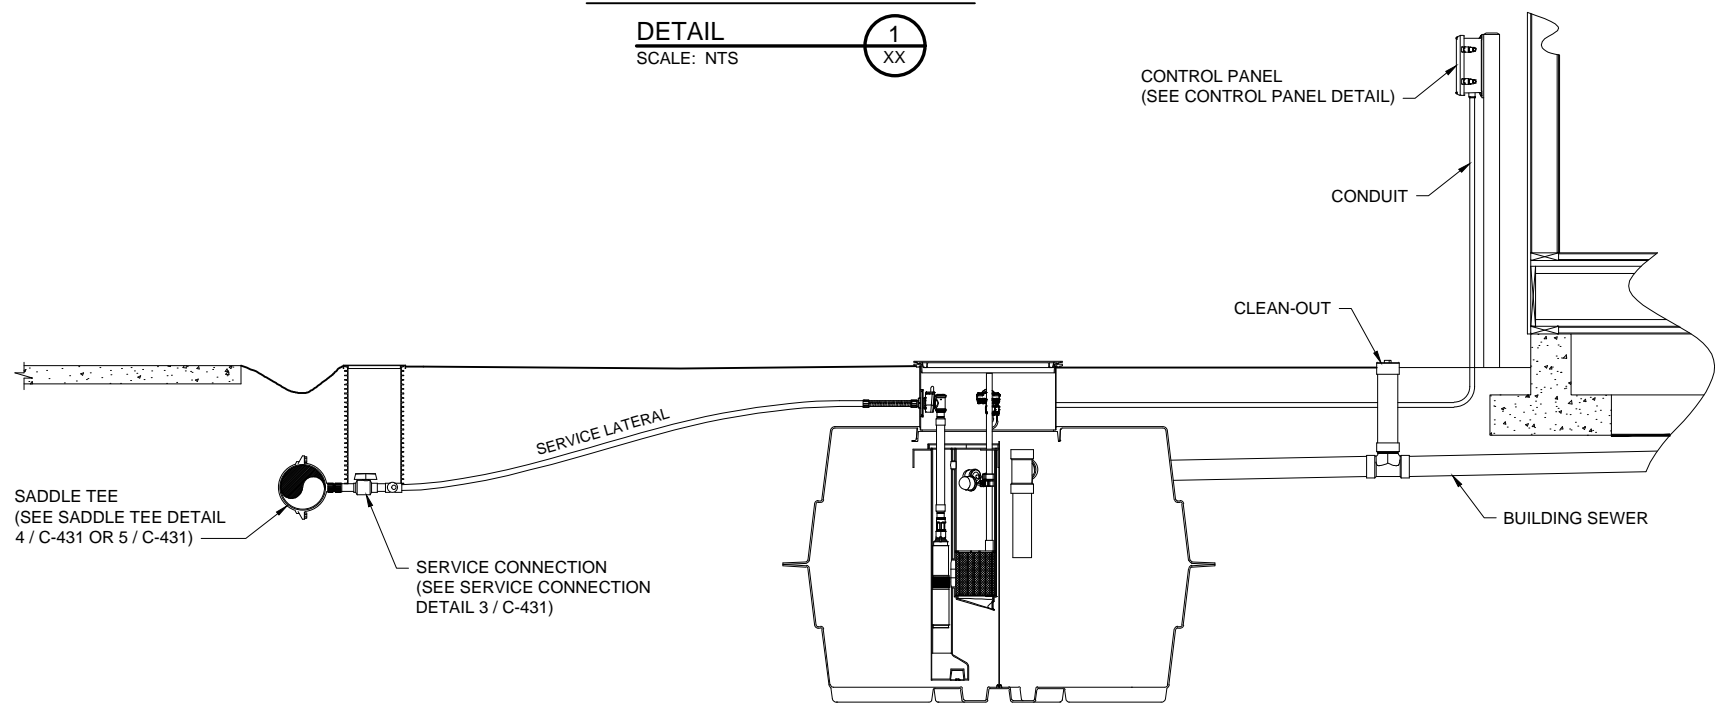 DETAIL
SCALE: NTS
1
XX
CONTROL PANEL
(SEE CONTROL PANEL DETAIL)
CONDUIT
CLEAN-OUT
SERVICE LATERAL
SADDLE TEE
(SEE SADDLE TEE DETAIL
4 / C-431 OR 5 / C-431)
BUILDING SEWER
SERVICE CONNECTION
(SEE SERVICE CONNECTION
DETAIL 3 / C-431)